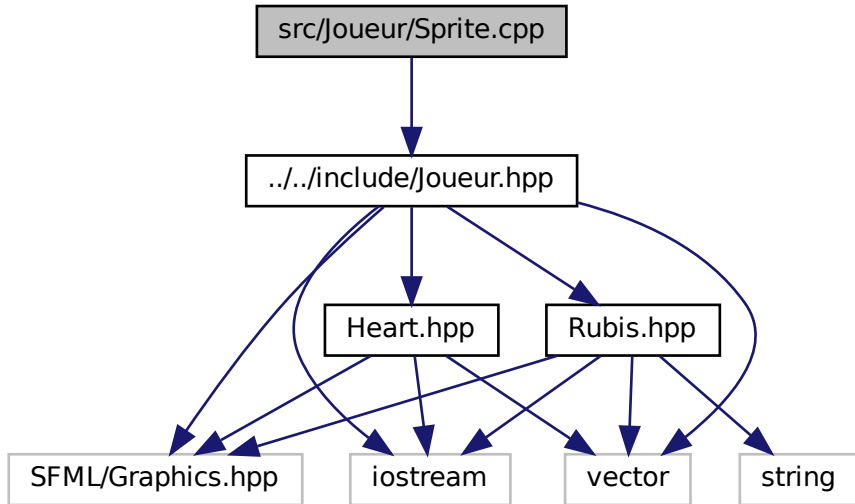 src/Joueur/Sprite.cpp
../../include/Joueur.hpp
Heart.hpp
Rubis.hpp
SFML/Graphics.hpp
iostream
vector
string